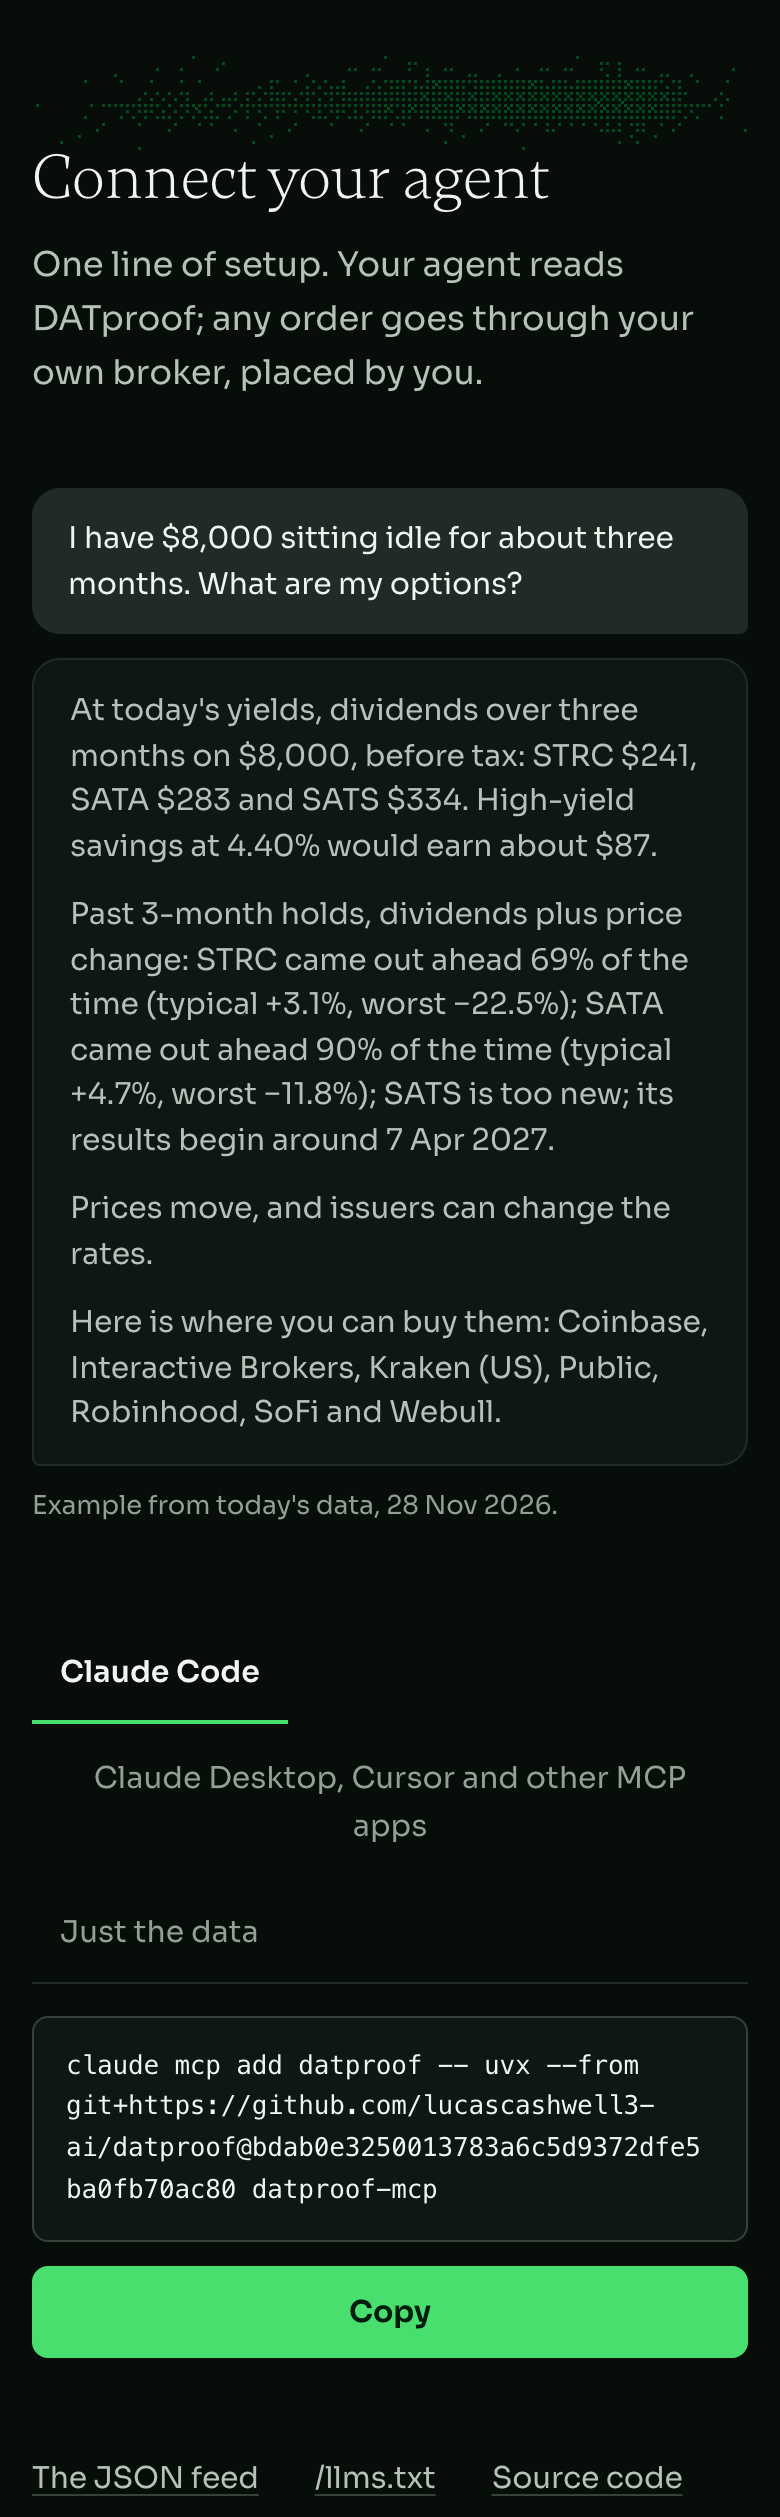 Connect your agent
One line of setup. Your agent reads
DATproof; any order goes through your
own broker, placed by you.
I have $8,000 sitting idle for about three
months. What are my options?
At today's yields, dividends over three
months on $8,000, before tax: STRC $241,
SATA $283 and SATS $334. High-yield
savings at 4.40% would earn about $87.
Past 3-month holds, dividends plus price
change: STRC came out ahead 69% of the
time (typical +3.1%, worst −22.5%); SATA
came out ahead 90% of the time (typical
+4.7%, worst −11.8%); SATS is too new; its
results begin around 7 Apr 2027.
Prices move, and issuers can change the
rates.
Here is where you can buy them: Coinbase,
Interactive Brokers, Kraken (US), Public,
Robinhood, SoFi and Webull.
Example from today's data, 28 Nov 2026.
Claude Code
Claude Desktop, Cursor and other MCP
apps
Just the data
claude mcp add datproof -- uvx --from
git+https://github.com/lucascashwell3-
ai/datproof@bdab0e3250013783a6c5d9372dfe5
ba0fb70ac80 datproof-mcp
Copy
The JSON feed
/llms.txt
Source code